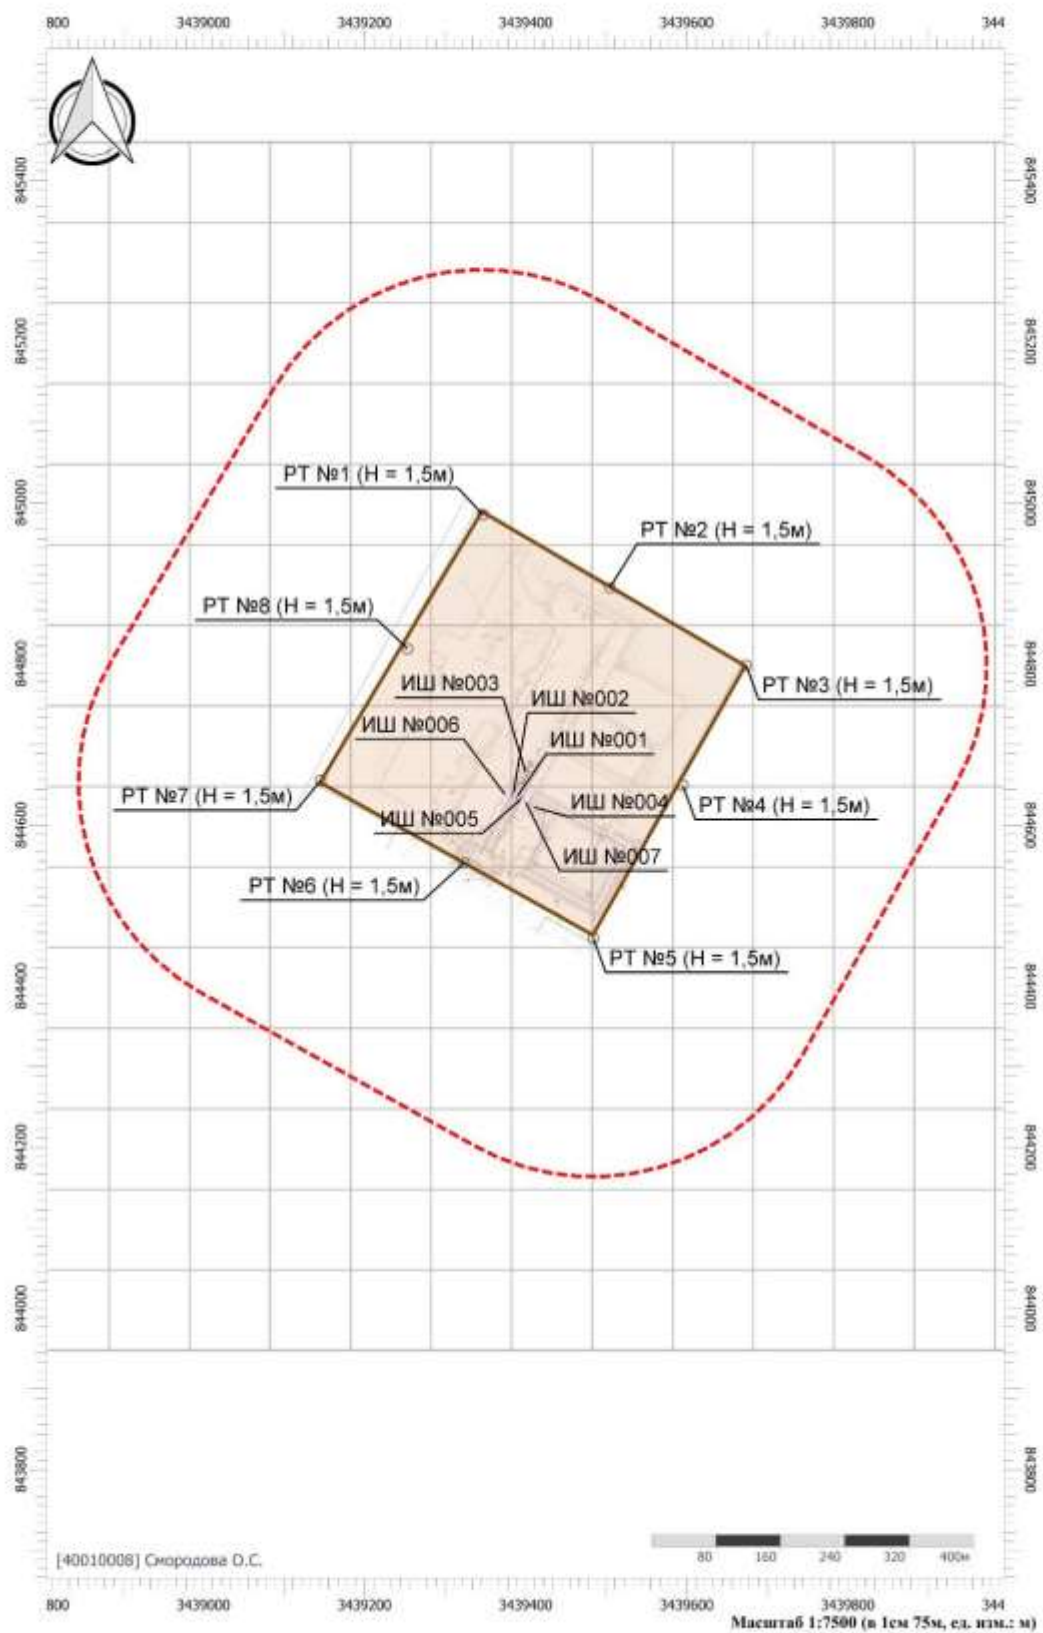 800 3439000 3439200 3439400 3439600 3439800 344
845400 845400
845200 845200
РТ №1 (Н = 1,5м)
845000 845000
РТ №2 (Н = 1,5м)
РТ №8 (Н = 1,5м)
844800 844800
ИШ №003
РТ №3 (Н = 1,5м)
ИШ №002
ИШ №006
ИШ №001
РТ №7 (Н = 1,5м)
ИШ №004
РТ №4 (Н = 1,5м)
ИШ №005
844600 844600
ИШ №007
РТ №6 (Н = 1,5м)
РТ №5 (Н = 1,5м)
844400 844400
844200 844200
844000 844000
843800 843800
[40010008] Смородова О.С.
80 160 240 320 400м
800 3439000 3439200 3439400 3439600 3439800 344
Масштаб 1:7500 (в 1см 75м, ед. изм.: м)